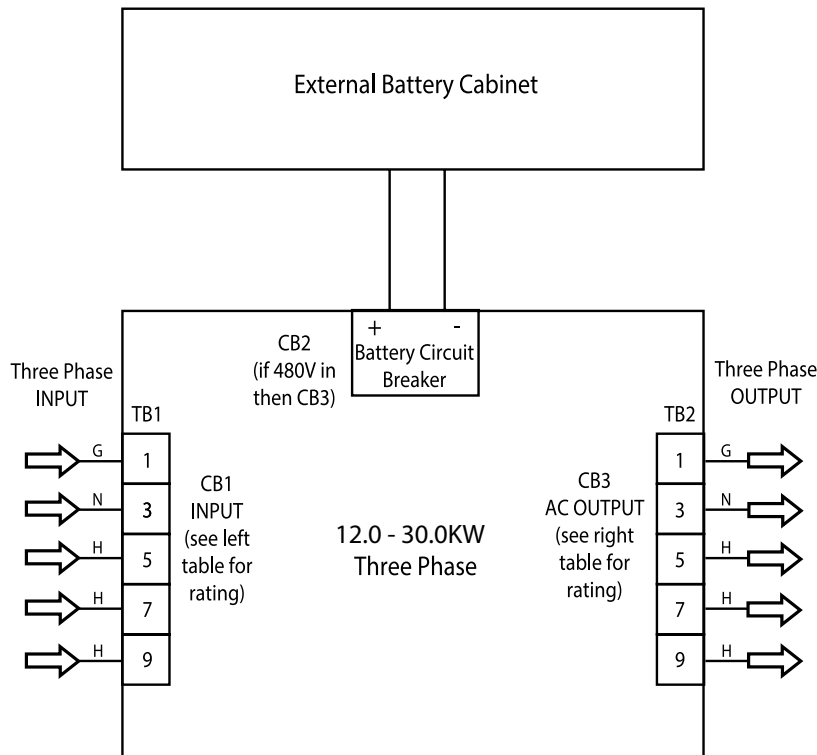 External Battery Cabinet
+ -
Battery Circuit
Breaker
CB2
(if 480V in
then CB3)
Three Phase
INPUT
TB1
G 1
N 3
H 5
H 7
H 9
CB1
INPUT
(see left
table for
rating)
12.0 - 30.0KW
Three Phase
CB3
AC OUTPUT
(see right
table for
rating)
Three Phase
OUTPUT
TB2
1 G
3 N
5 H
7 H
9 H